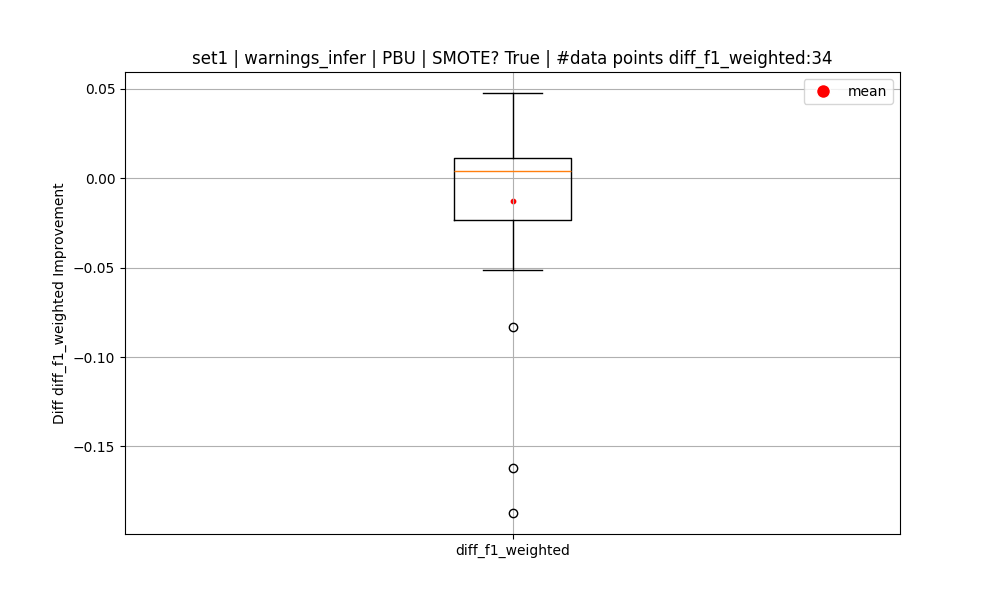 set1 | warnings_infer | PBU | SMOTE? True | #data points diff_f1_weighted:34
mean
0.05
0.00
−0.05
−0.10
−0.15
Diff diff_f1_weighted Improvement
diff_f1_weighted